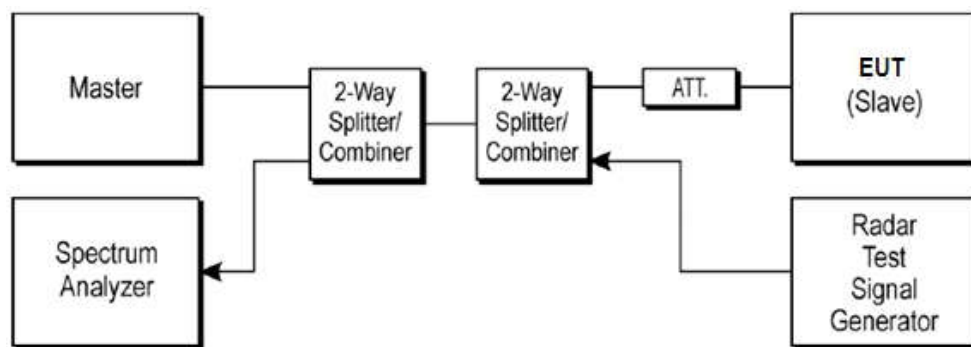 Master
2-Way
Splitter/
Combiner
2-Way
Splitter/
Combiner
ATT.
EUT
(Slave)
Spectrum
Analyzer
Radar
Test
Signal
Generator